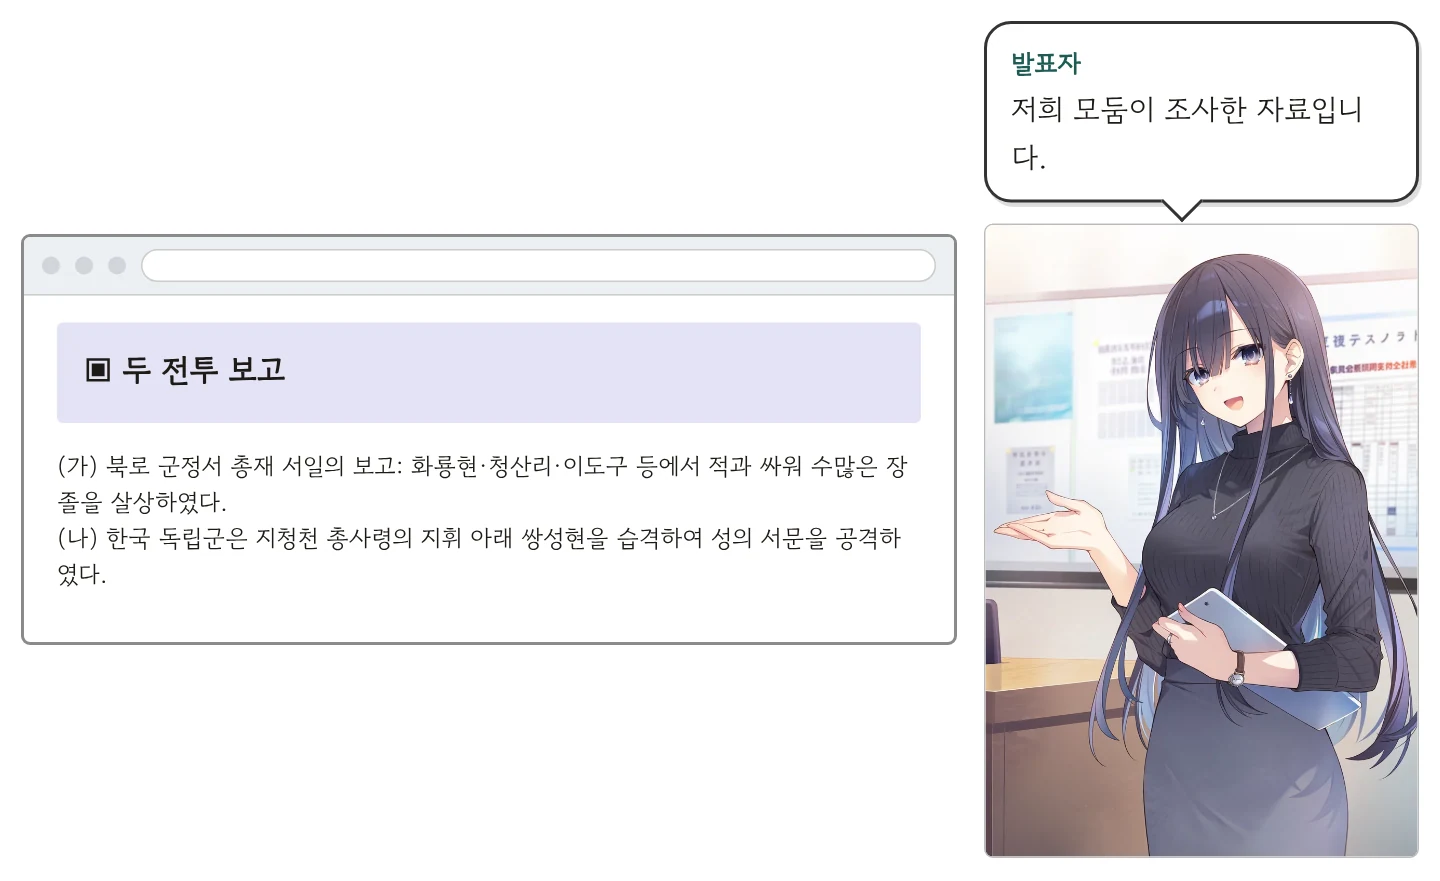 발표자
저희 모둠이 조사한 자료입니
다.
▣ 두 전투 보고
(가) 북로 군정서 총재 서일의 보고: 화룡현·청산리·이도구 등에서 적과 싸워 수많은 장
졸을 살상하였다.
(나) 한국 독립군은 지청천 총사령의 지휘 아래 쌍성현을 습격하여 성의 서문을 공격하
였다.